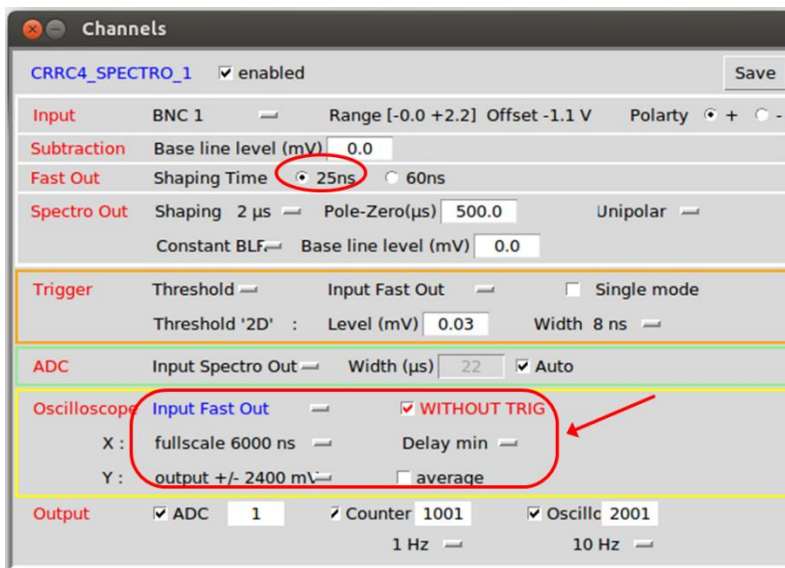 Channels
CRRC4_SPECTRO_1 enabled Save
Input BNC 1 Range [-0.0 +2.2] Offset -1.1 V Polarty + -
Subtraction Base line level (mV) 0.0
Fast Out Shaping Time 25ns 60ns
Spectro Out Shaping 2 µs Pole-Zero(µs) 500.0 Unipolar
Constant BLR Base line level (mV) 0.0
Trigger Threshold Input Fast Out Single mode
Threshold '2D' : Level (mV) 0.03 Width 8 ns
ADC Input Spectro Out Width (µs) 22 Auto
Oscilloscope Input Fast Out WITHOUT TRIG
X : fullscale 6000 ns Delay min
Y : output +/- 2400 mV average
Output ADC 1 Counter 1001 Oscillo 2001
1 Hz 10 Hz